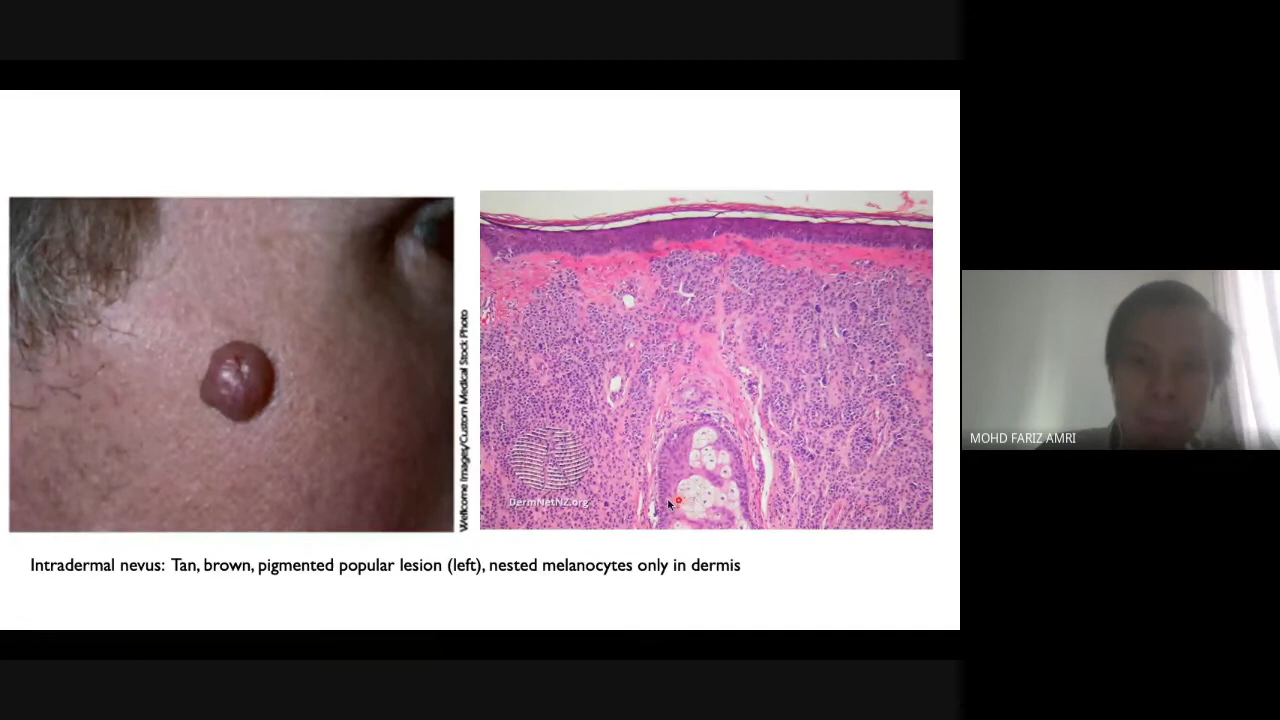 Wellcome Images/Custom Medical Stock Photo
DermNetNZ.org
Intradermal nevus: Tan, brown, pigmented popular lesion (left), nested melanocytes only in dermis
MOHD FARIZ AMRI